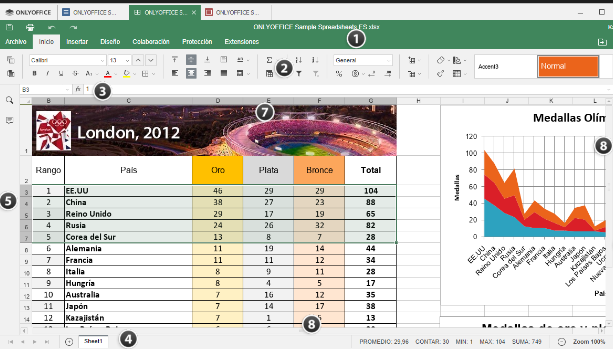 ONLYOFFICE ONLYOFFICE S... ONLYOFFICE S... ONLYOFFICE S...
ONLYOFFICE Sample Spreadsheets ES.xlsx
Archivo Inicio Insertar Diseño Colaboración Protección Extensiones
1
Calibri 13 A A General
2
Accent3 Normal
B3 fx 1
3
B C D E F G H I J K L
London, 2012
7
Rango País Oro Plata Bronce Total
1 EE.UU 46 29 29 104
2 China 38 27 23 88
3 Reino Unido 29 17 19 65
4 Rusia 24 26 32 82
5 Corea del Sur 13 8 7 28
6 Alemania 11 19 14 44
7 Francia 11 11 12 34
8 Italia 8 9 11 28
9 Hungría 8 4 5 17
10 Australia 7 16 12 35
11 Japón 7 14 17 38
12 Kazajistán 7 1 5 13
8
5
Medallas Olím
8
120
100
80
60
40
20
0
Medallas
EE.UU
China
Reino Unido
Rusia
Corea del Sur
Alemania
Francia
Italia
Hungría
Australia
Japón
Kazajistán
Los Países Bajos
Ucra
Nueva
País
Medallas de oro y pl
Sheet1
4
PROMEDIO: 29,96 CONTAR: 30 MIN: 1 MAX: 104 SUMA: 749 Zoom 100%